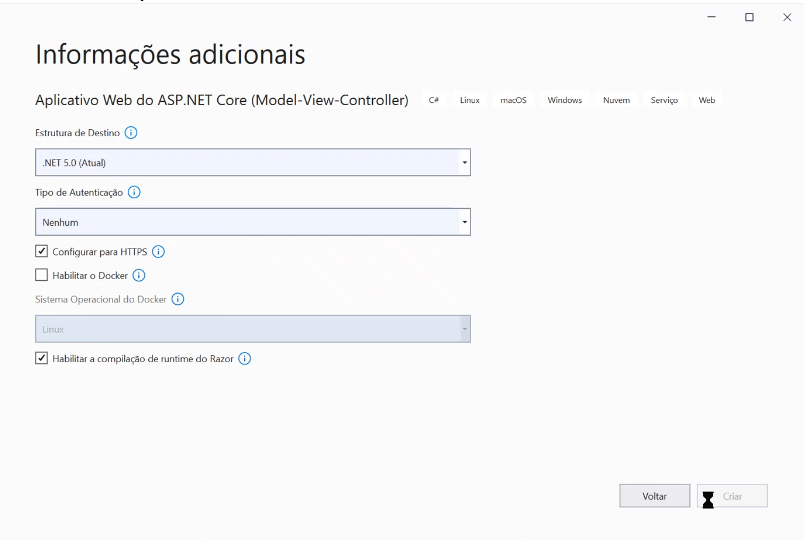 Informações adicionais
Aplicativo Web do ASP.NET Core (Model-View-Controller) C# Linux macOS Windows Nuvem Serviço Web
Estrutura de Destino
.NET 5.0 (Atual)
Tipo de Autenticação
Nenhum
Configurar para HTTPS
Habilitar o Docker
Sistema Operacional do Docker
Linux
Habilitar a compilação de runtime do Razor
Voltar Criar